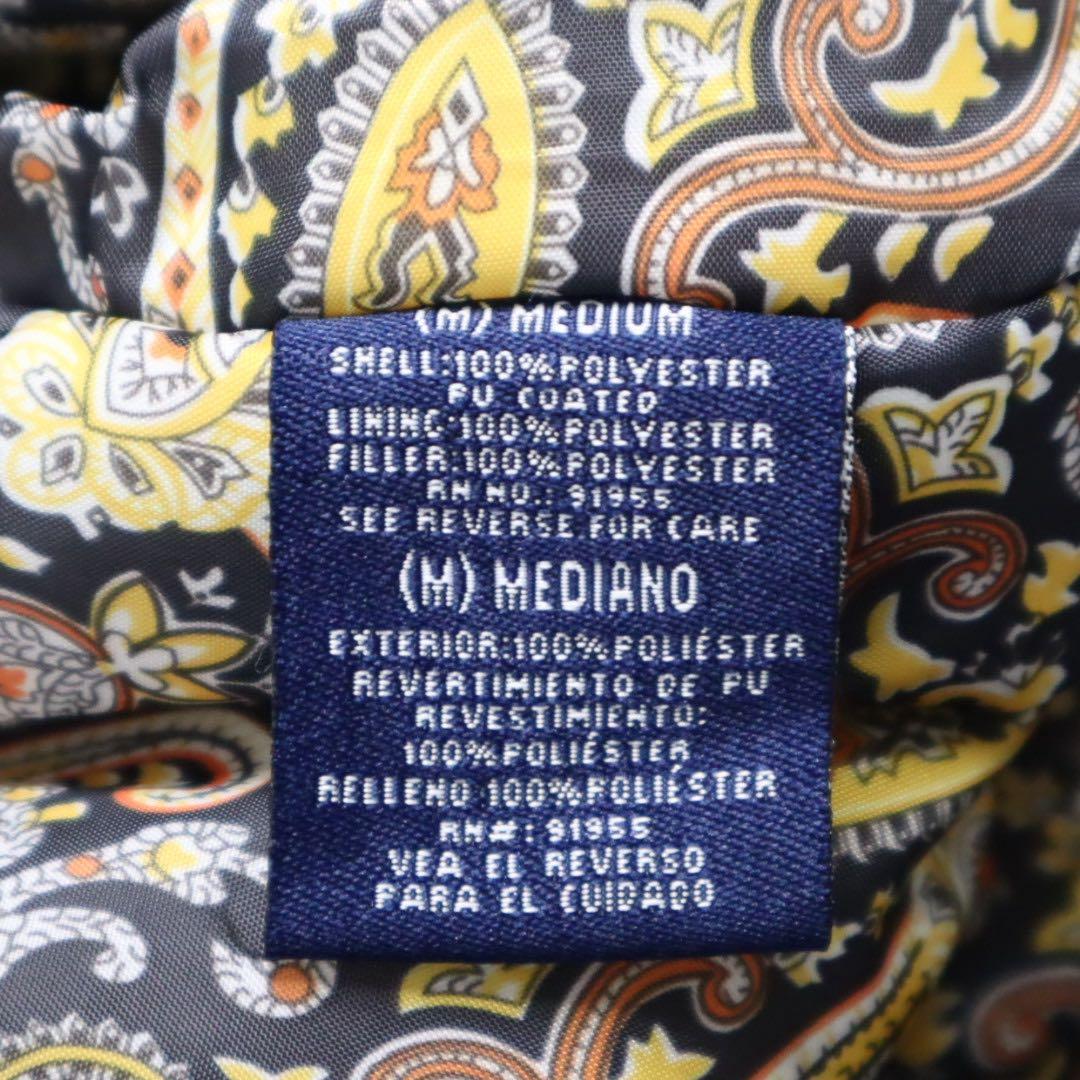 (M) MEDIUM
SHELL:100%POLYESTER
PU COATED
LINING:100%POLYESTER
FILLER:100%POLYESTER
RN NO.: 91955
SEE REVERSE FOR CARE
(M) MEDIANO
EXTERIOR:100%POLIÉSTER
REVERTIMIENTO DE PU
REVESTIMIENTO:
100%POLIÉSTER
RELLENO 100%POLIÉSTER
RN#: 91955
VEA EL REVERSO
PARA EL CUIDADO